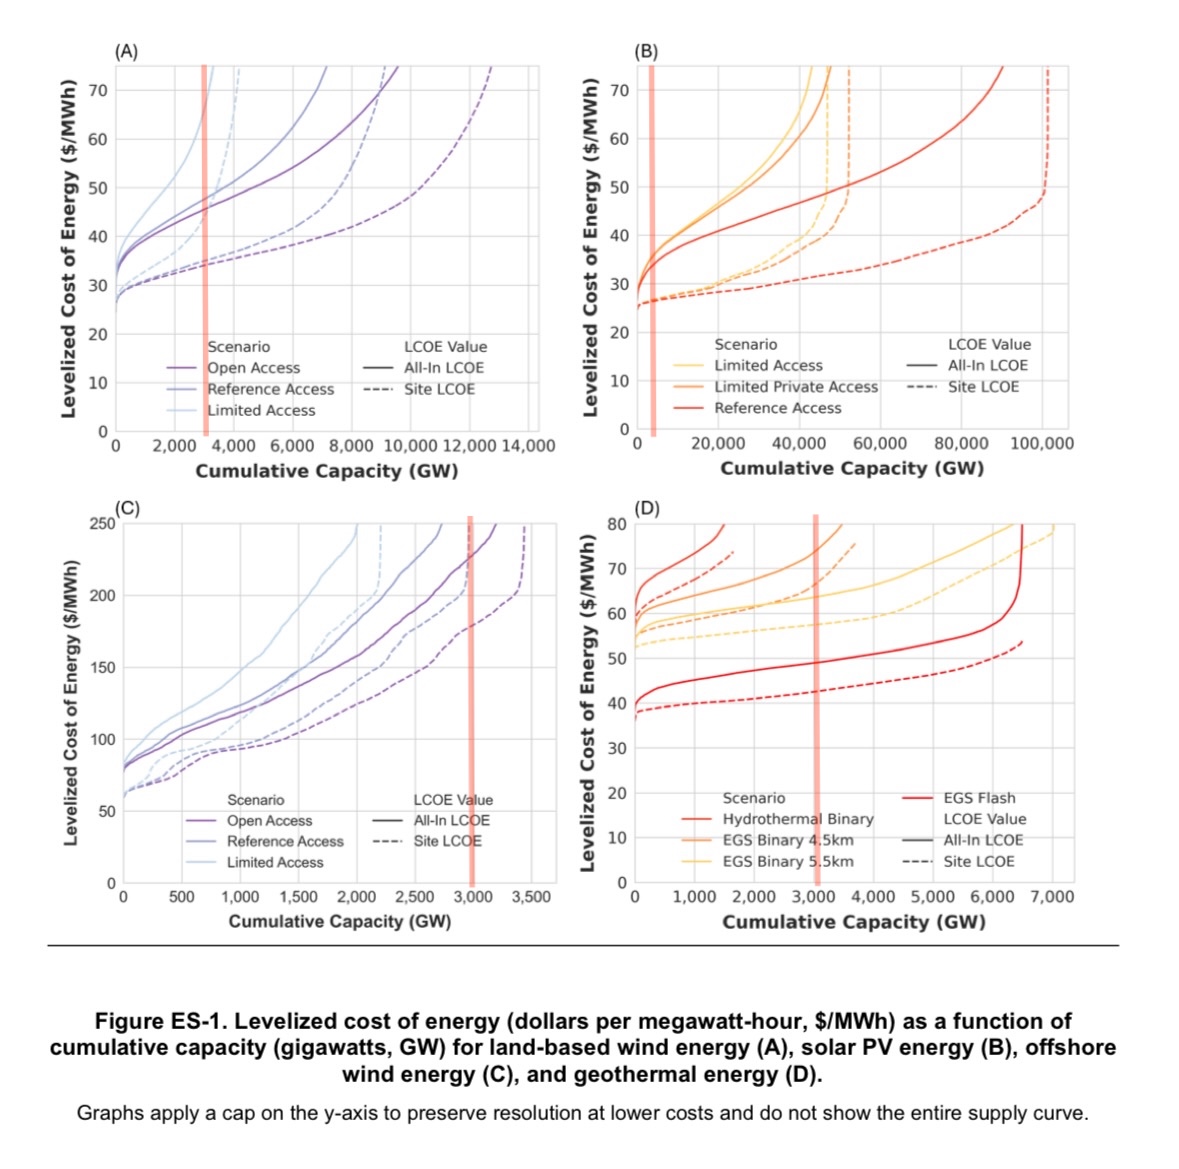 (A)
Levelized Cost of Energy ($/MWh)
70
60
50
40
30
20
10
0
Scenario
Open Access
Reference Access
Limited Access
LCOE Value
All-In LCOE
Site LCOE
0 2,000 4,000 6,000 8,000 10,000 12,000 14,000
Cumulative Capacity (GW)
(B)
Levelized Cost of Energy ($/MWh)
70
60
50
40
30
20
10
0
Scenario
Limited Access
Limited Private Access
Reference Access
LCOE Value
All-In LCOE
Site LCOE
0 20,000 40,000 60,000 80,000 100,000
Cumulative Capacity (GW)
(C)
Levelized Cost of Energy ($/MWh)
250
200
150
100
50
0
Scenario
Open Access
Reference Access
Limited Access
LCOE Value
All-In LCOE
Site LCOE
0 500 1,000 1,500 2,000 2,500 3,000 3,500
Cumulative Capacity (GW)
(D)
Levelized Cost of Energy ($/MWh)
80
70
60
50
40
30
20
10
0
Scenario
Hydrothermal Binary
EGS Binary 4.5km
EGS Binary 5.5km
EGS Flash
LCOE Value
All-In LCOE
Site LCOE
0 1,000 2,000 3,000 4,000 5,000 6,000 7,000
Cumulative Capacity (GW)
Figure ES-1. Levelized cost of energy (dollars per megawatt-hour, $/MWh) as a function of
cumulative capacity (gigawatts, GW) for land-based wind energy (A), solar PV energy (B), offshore
wind energy (C), and geothermal energy (D).
Graphs apply a cap on the y-axis to preserve resolution at lower costs and do not show the entire supply curve.